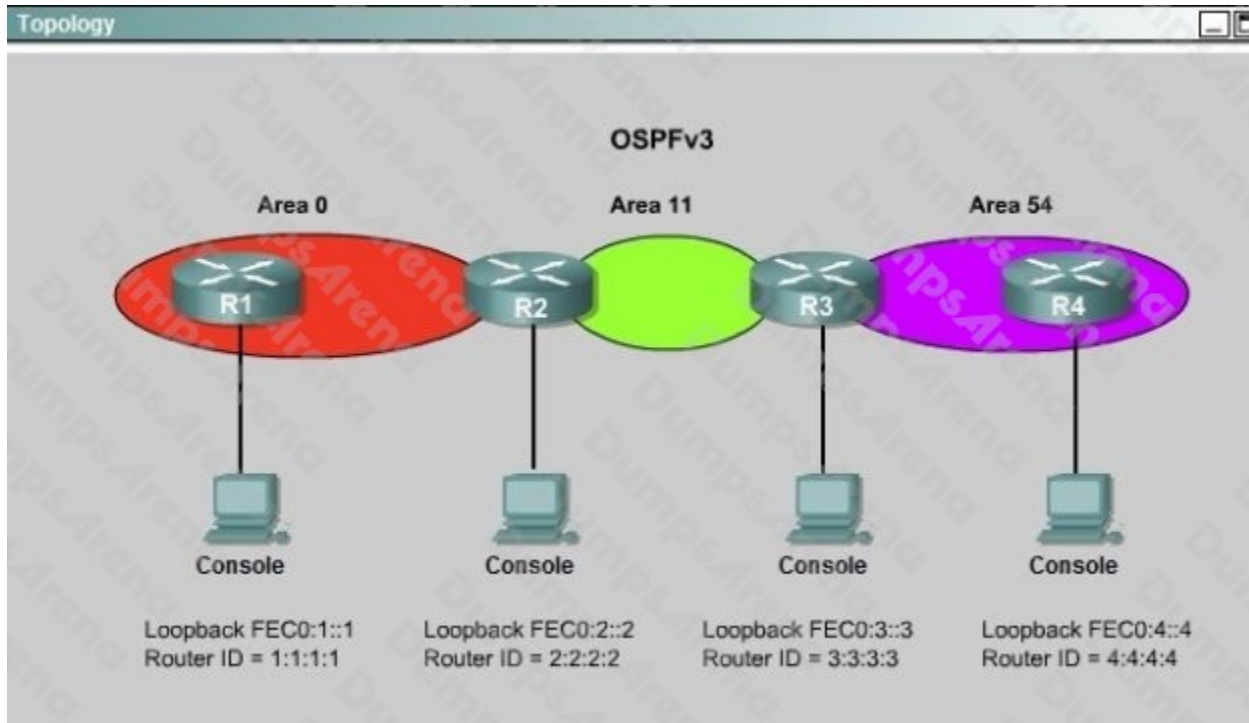 Topology
OSPFv3
Area 0
Area 11
Area 54
R1
R2
R3
R4
Console
Console
Console
Console
Loopback FEC0:1::1
Router ID = 1:1:1:1
Loopback FEC0:2::2
Router ID = 2:2:2:2
Loopback FEC0:3::3
Router ID = 3:3:3:3
Loopback FEC0:4::4
Router ID = 4:4:4:4
DumpsArena